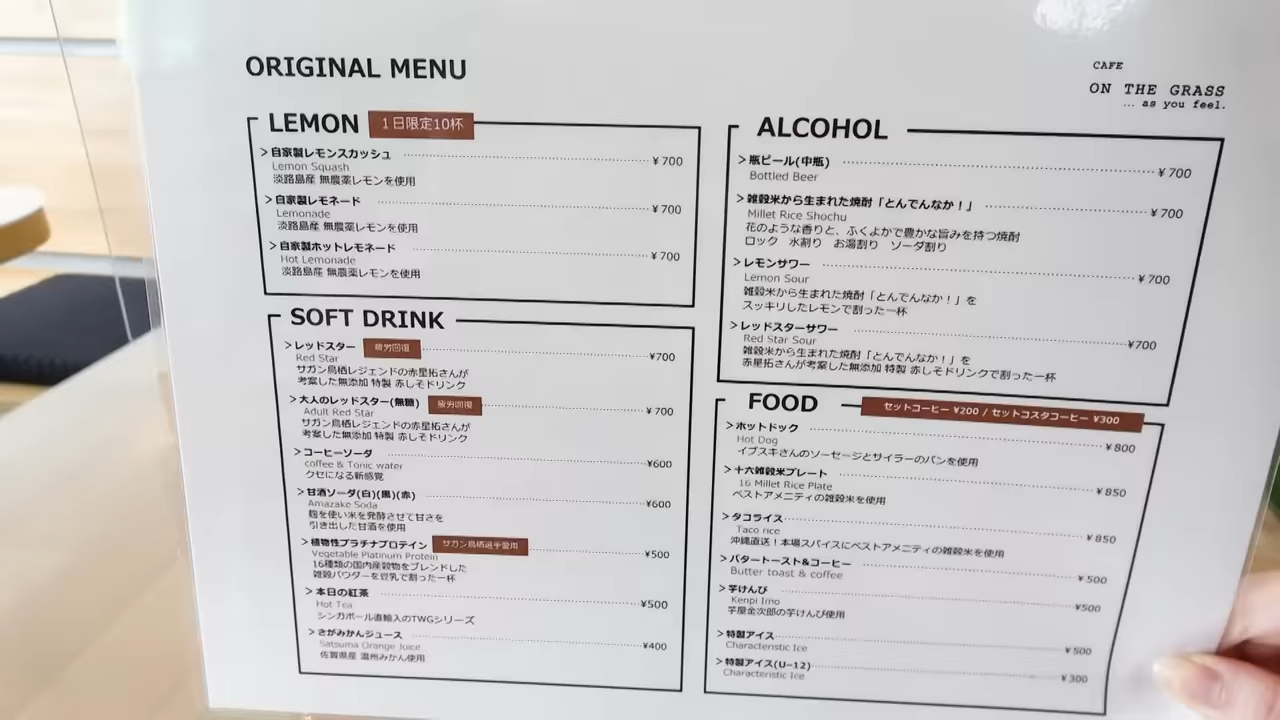 ORIGINAL MENU
CAFE
ON THE GRASS
... as you feel.
LEMON 1日限定10杯
>自家製レモンスカッシュ ¥700
Lemon Squash
淡路島産 無農薬レモンを使用
>自家製レモネード ¥700
Lemonade
淡路島産 無農薬レモンを使用
>自家製ホットレモネード ¥700
Hot Lemonade
淡路島産 無農薬レモンを使用
SOFT DRINK
>レッドスター 疲労回復 ¥700
Red Star
サガン鳥栖レジェンドの赤星拓さんが
考案した無添加 特製 赤しそドリンク
>大人のレッドスター(無糖) 疲労回復 ¥700
Adult Red Star
サガン鳥栖レジェンドの赤星拓さんが
考案した無添加 特製 赤しそドリンク
>コーヒーソーダ ¥600
coffee & Tonic water
クセになる新感覚
>甘酒ソーダ(白)(黒)(赤) ¥600
Amazake Soda
麹を使い米を発酵させて甘さを
引き出した甘酒を使用
>植物性プラチナプロテイン サガン鳥栖選手愛用 ¥500
Vegetable Platinum Protein
16種類の国内産穀物をブレンドした
雑穀パウダーを豆乳で割った一杯
>本日の紅茶 ¥500
Hot Tea
シンガポール直輸入のTWGシリーズ
>さがみかんジュース ¥400
Satsuma Orange Juice
佐賀県産 温州みかん使用
ALCOHOL
>瓶ビール(中瓶) ¥700
Bottled Beer
>雑穀米から生まれた焼酎「とんでんなか!」 ¥700
Millet Rice Shochu
花のような香りと、ふくよかで豊かな旨みを持つ焼酎
ロック 水割り お湯割り ソーダ割り
>レモンサワー ¥700
Lemon Sour
雑穀米から生まれた焼酎「とんでんなか!」を
スッキリしたレモンで割った一杯
>レッドスターサワー ¥700
Red Star Sour
雑穀米から生まれた焼酎「とんでんなか!」を
赤星拓さんが考案した無添加 特製 赤しそドリンクで割った一杯
FOOD セットコーヒー ¥200 / セットコスタコーヒー ¥300
>ホットドック ¥800
Hot Dog
イブスキさんのソーセージとサイラーのパンを使用
>十六雑穀米プレート ¥850
16 Millet Rice Plate
ベストアメニティの雑穀米を使用
>タコライス ¥850
Taco rice
沖縄直送!本場スパイスにベストアメニティの雑穀米を使用
>バタートースト&コーヒー ¥500
Butter toast & coffee
>芋けんぴ ¥500
Kenpi Imo
芋屋金次郎の芋けんぴ使用
>特製アイス ¥500
Characteristic Ice
>特製アイス(U-12) ¥300
Characteristic Ice